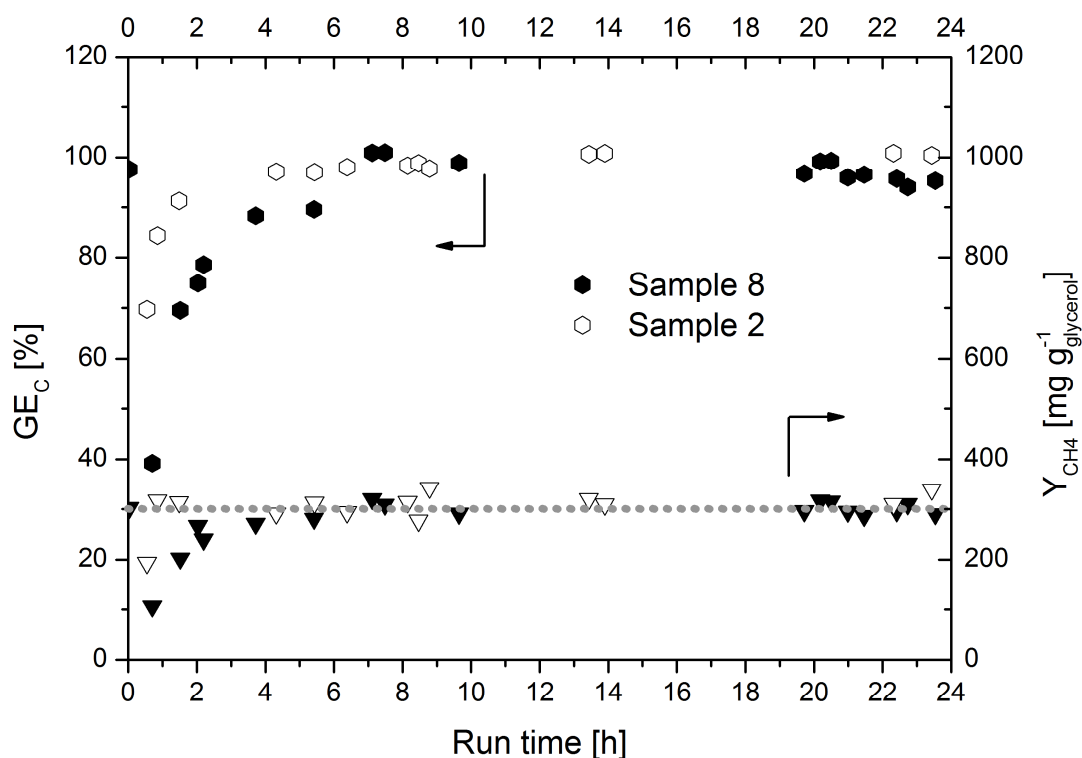 0 2 4 6 8 10 12 14 16 18 20 22 24
120 1200
100 1000
80 800
60 600
40 400
20 200
0 0
GE_C [%]
Sample 8
Sample 2
Y_CH4 [mg g^-1_glycerol]
0 2 4 6 8 10 12 14 16 18 20 22 24
Run time [h]